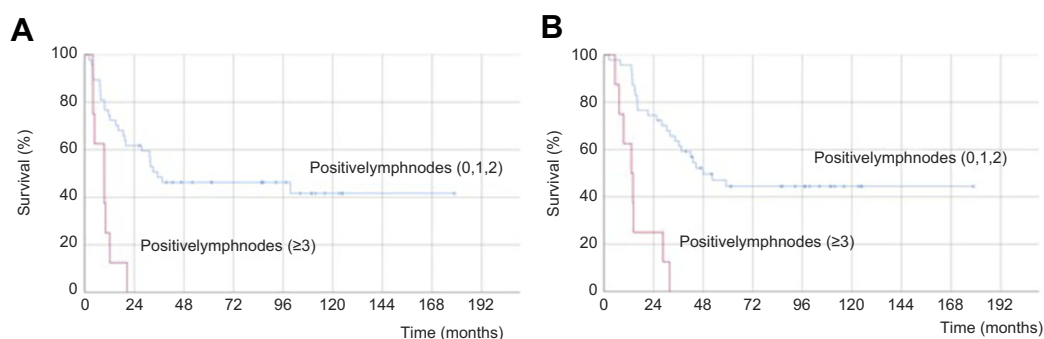 A
100
80
60
40
20
0
Survival (%)
Positivelymphnodes (0,1,2)
Positivelymphnodes (≥3)
0 24 48 72 96 120 144 168 192
Time (months)
B
100
80
60
40
20
0
Survival (%)
Positivelymphnodes (0,1,2)
Positivelymphnodes (≥3)
0 24 48 72 96 120 144 168 192
Time (months)